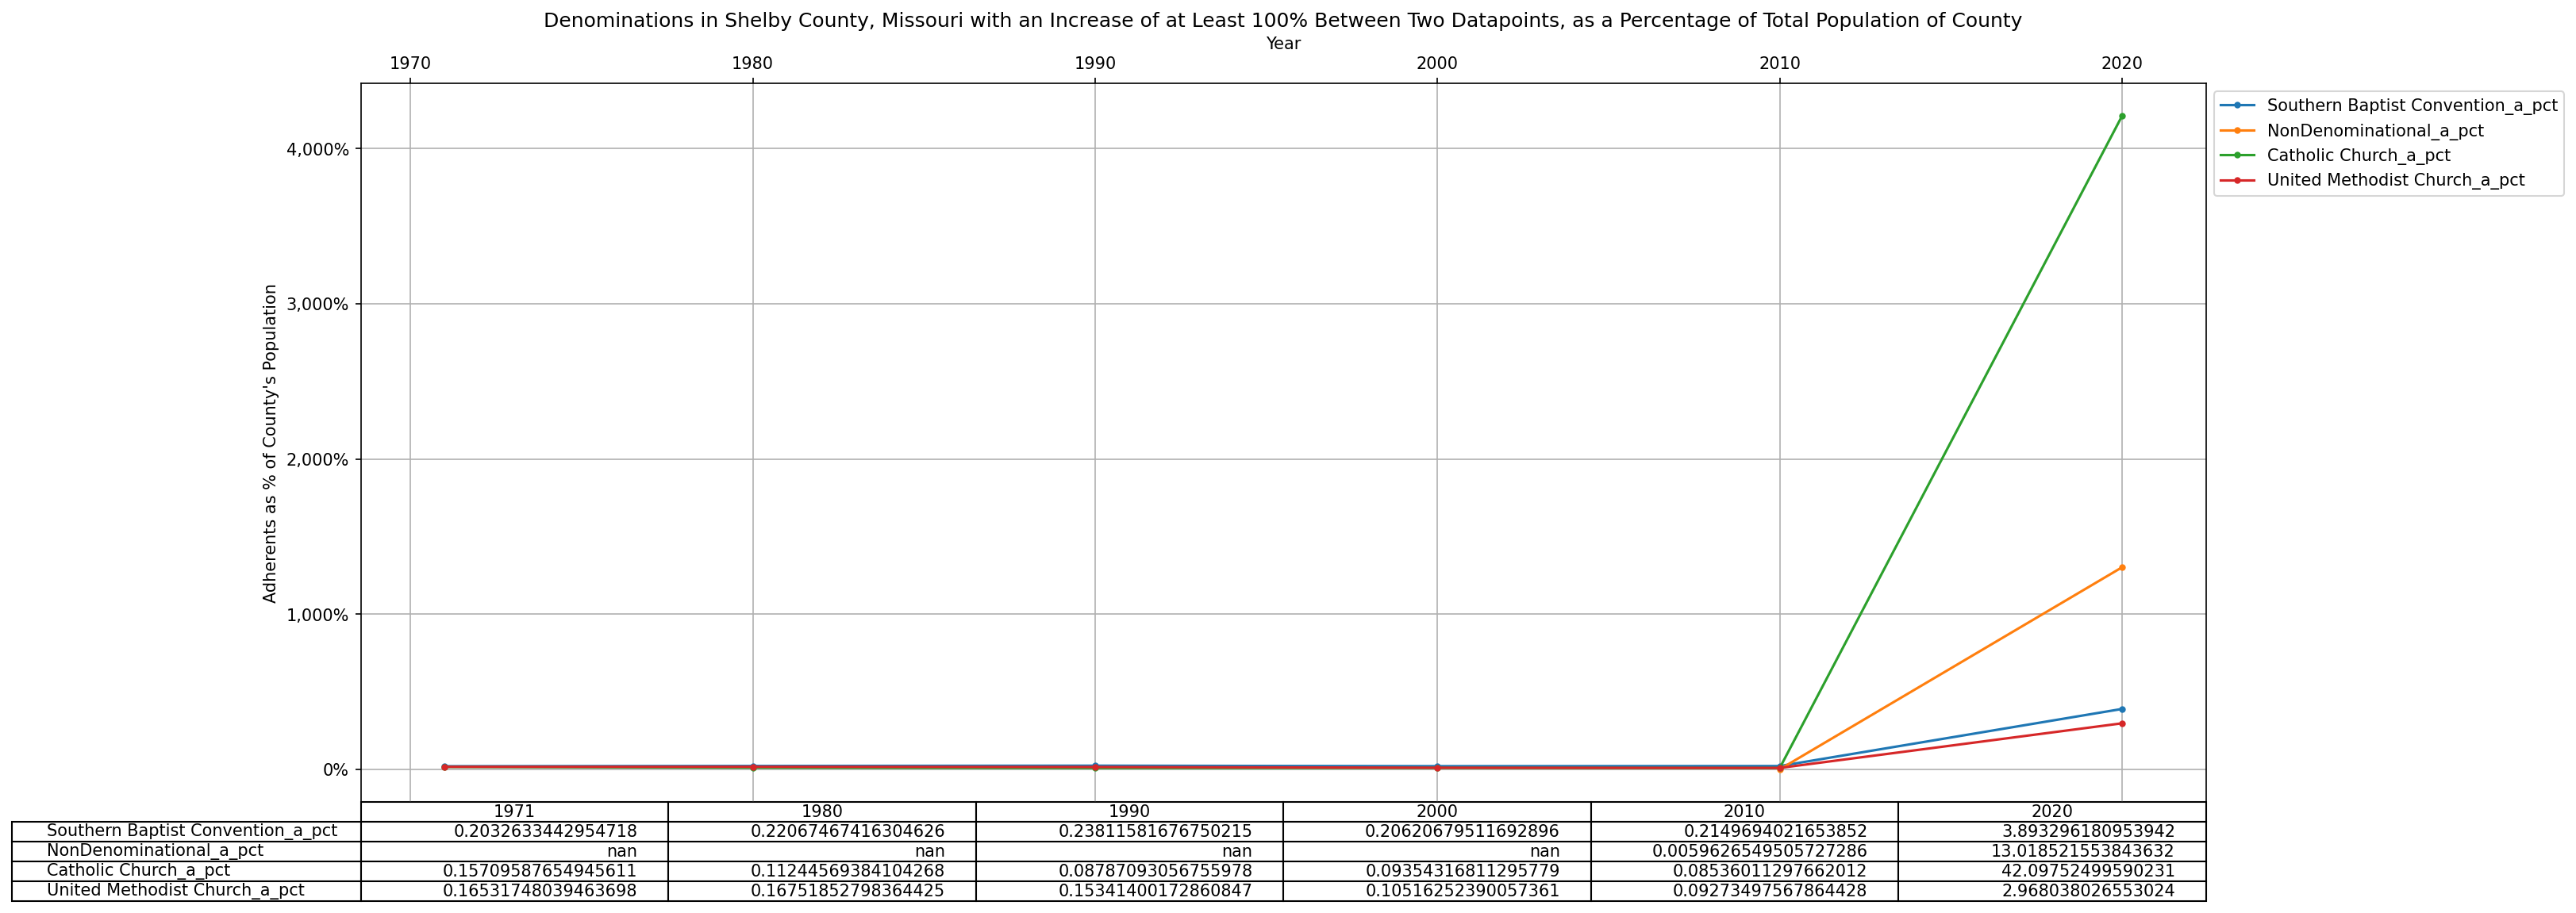 Denominations in Shelby County, Missouri with an Increase of at Least 100% Between Two Datapoints, as a Percentage of Total Population of County
Year
1970 1980 1990 2000 2010 2020
Southern Baptist Convention_a_pct
NonDenominational_a_pct
Catholic Church_a_pct
United Methodist Church_a_pct
Adherents as % of County's Population
4,000%
3,000%
2,000%
1,000%
0%
1971 1980 1990 2000 2010 2020
Southern Baptist Convention_a_pct 0.2032633442954718 0.22067467416304626 0.23811581676750215 0.20620679511692896 0.21496940216538​52 3.893296180953942
NonDenominational_a_pct nan nan nan nan 0.0059626549505727286 13.018521553843632
Catholic Church_a_pct 0.15709587654945611 0.11244569384104268 0.08787093056755978 0.09354316811295779 0.08536011297662012 42.09752499590231
United Methodist Church_a_pct 0.16531748039463698 0.16751852798364425 0.15341400172860847 0.10516252390057361 0.09273497567864428 2.968038026553024